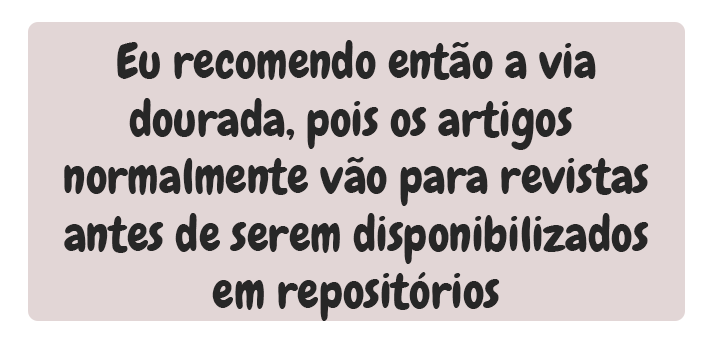 Eu recomendo então a via
dourada, pois os artigos
normalmente vão para revistas
antes de serem disponibilizados
em repositórios